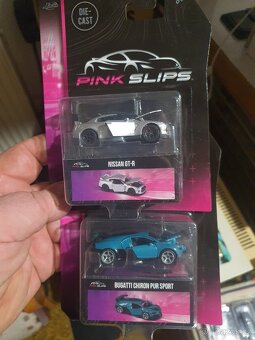 DIE-
CAST
PINK SLIPS
NISSAN GT-R
BUGATTI CHIRON PUR SPORT